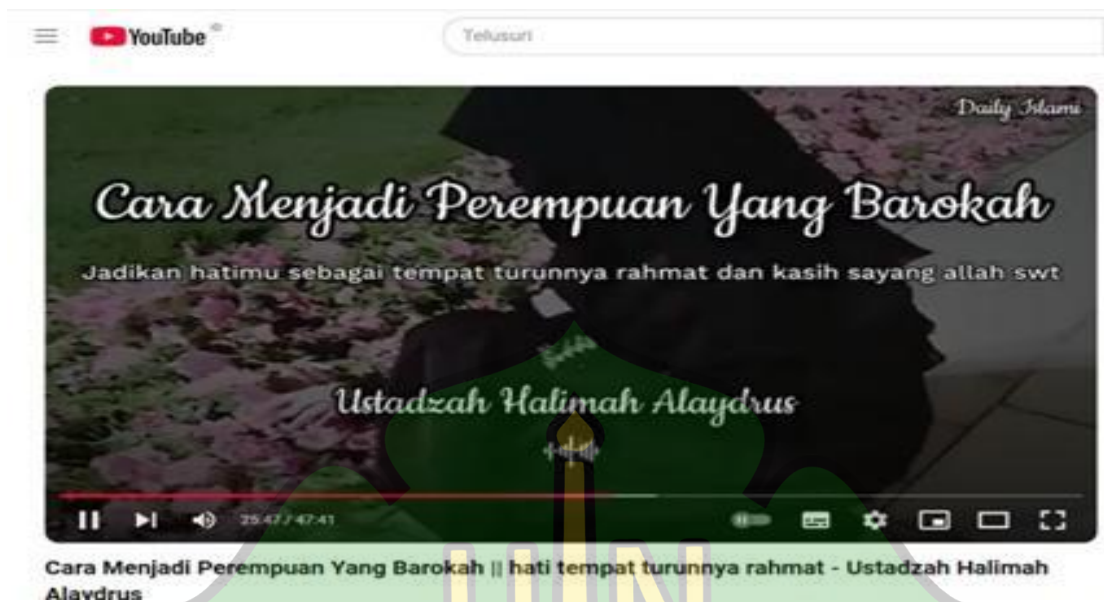 YouTube ID
Telusuri
Daily Islami
Cara Menjadi Perempuan Yang Barokah
Jadikan hatimu sebagai tempat turunnya rahmat dan kasih sayang allah swt
Ustadzah Halimah Alaydrus
25:47 / 47:41
Cara Menjadi Perempuan Yang Barokah || hati tempat turunnya rahmat - Ustadzah Halimah
Alaydrus
UIN